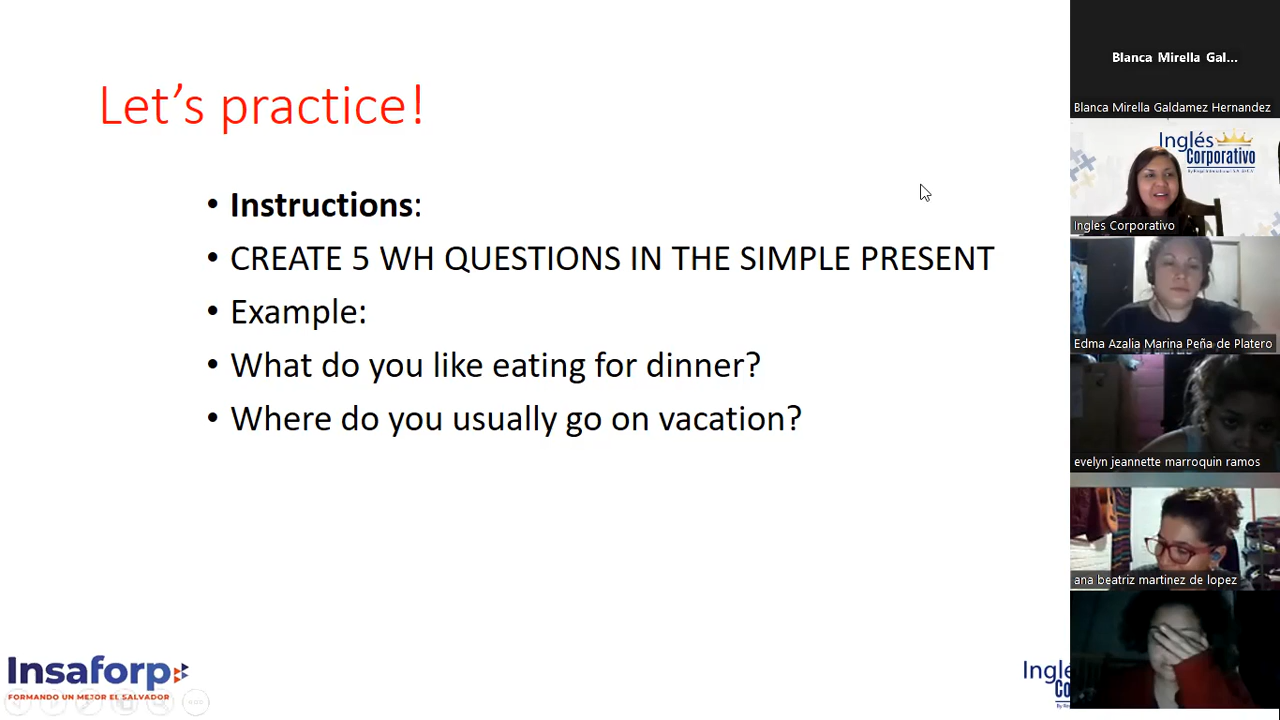 Let's practice!
• Instructions:
• CREATE 5 WH QUESTIONS IN THE SIMPLE PRESENT
• Example:
• What do you like eating for dinner?
• Where do you usually go on vacation?
Insaforp
FORMANDO UN MEJOR EL SALVADOR
Blanca Mirella Gal...
Blanca Mirella Galdamez Hernandez
Inglés
Corporativo
Ingles Corporativo
Edma Azalia Marina Peña de Platero
evelyn jeannette marroquin ramos
ana beatriz martinez de lopez
Ingle
Co